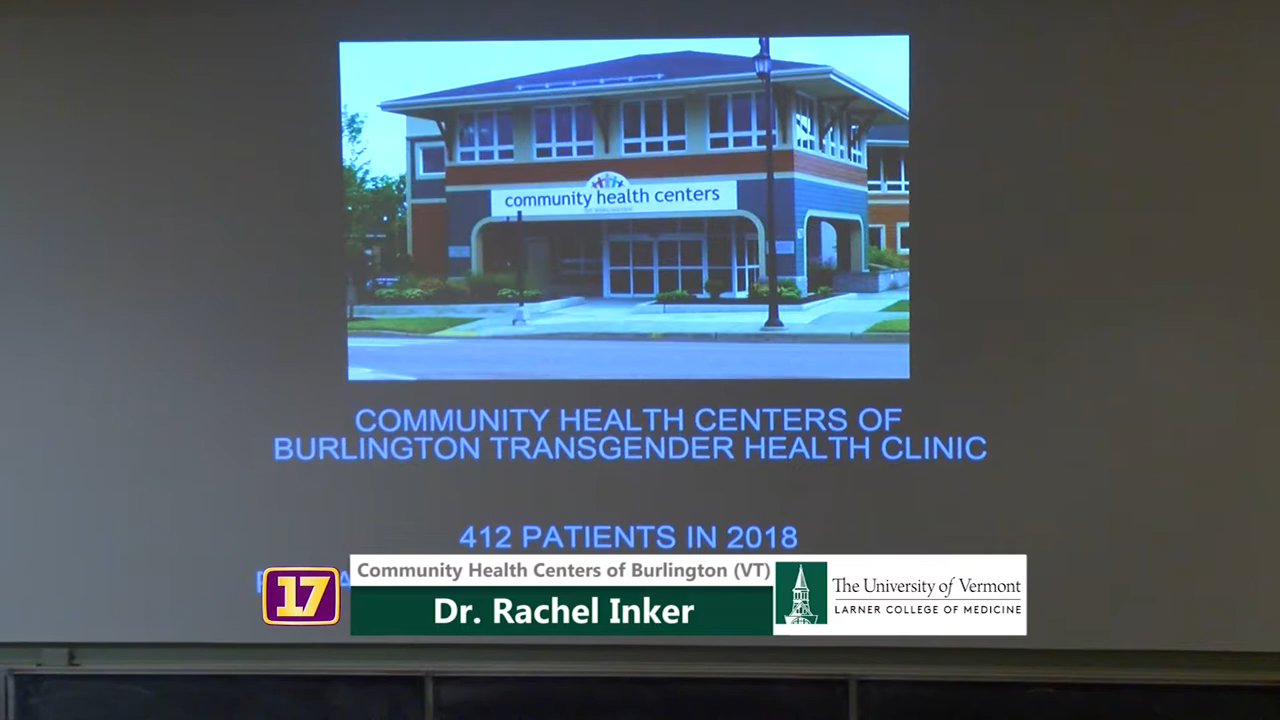 community health centers
COMMUNITY HEALTH CENTERS OF
BURLINGTON TRANSGENDER HEALTH CLINIC
412 PATIENTS IN 2018
17
Community Health Centers of Burlington (VT)
Dr. Rachel Inker
The University of Vermont
LARNER COLLEGE OF MEDICINE